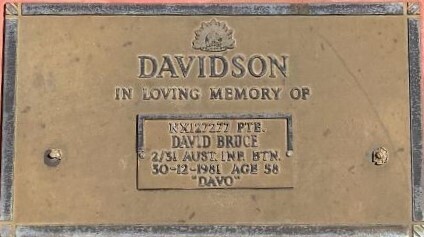 DAVIDSON
IN LOVING MEMORY OF
NX127277 PTE.
DAVID BRUCE
2/31 AUST. INF. BTN.
30-12-1981 AGE 58
"DAVO"